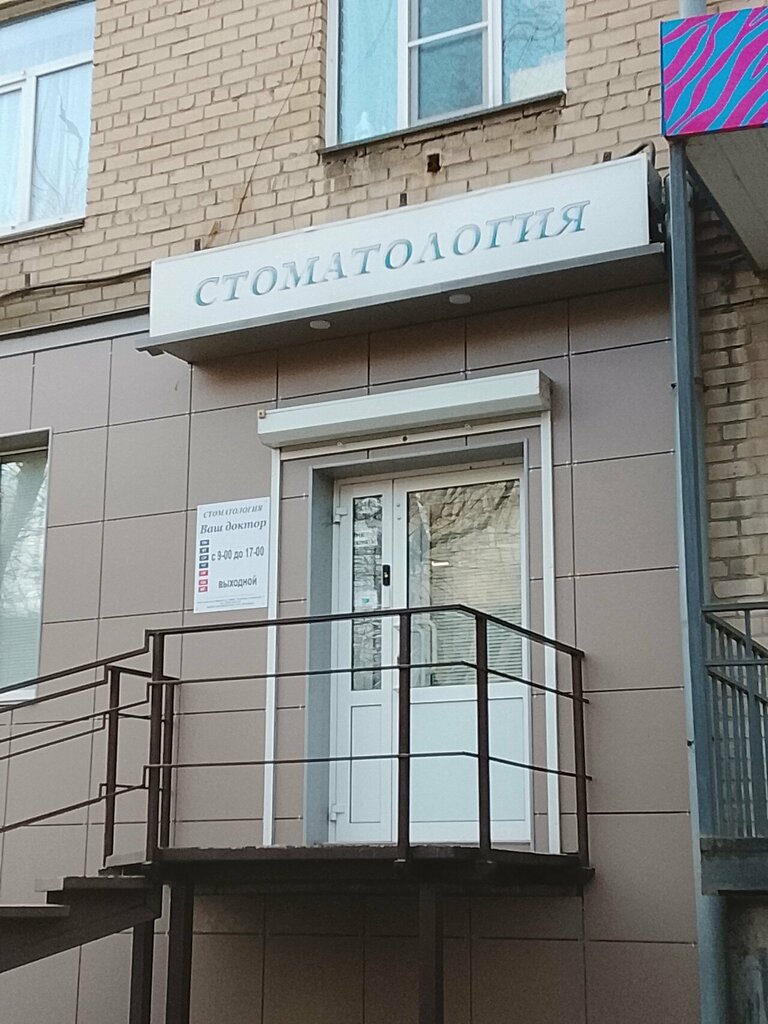 СТОМАТОЛОГИЯ
СТОМАТОЛОГИЯ
Ваш доктор
с 9-00 до 17-00
ВЫХОДНОЙ